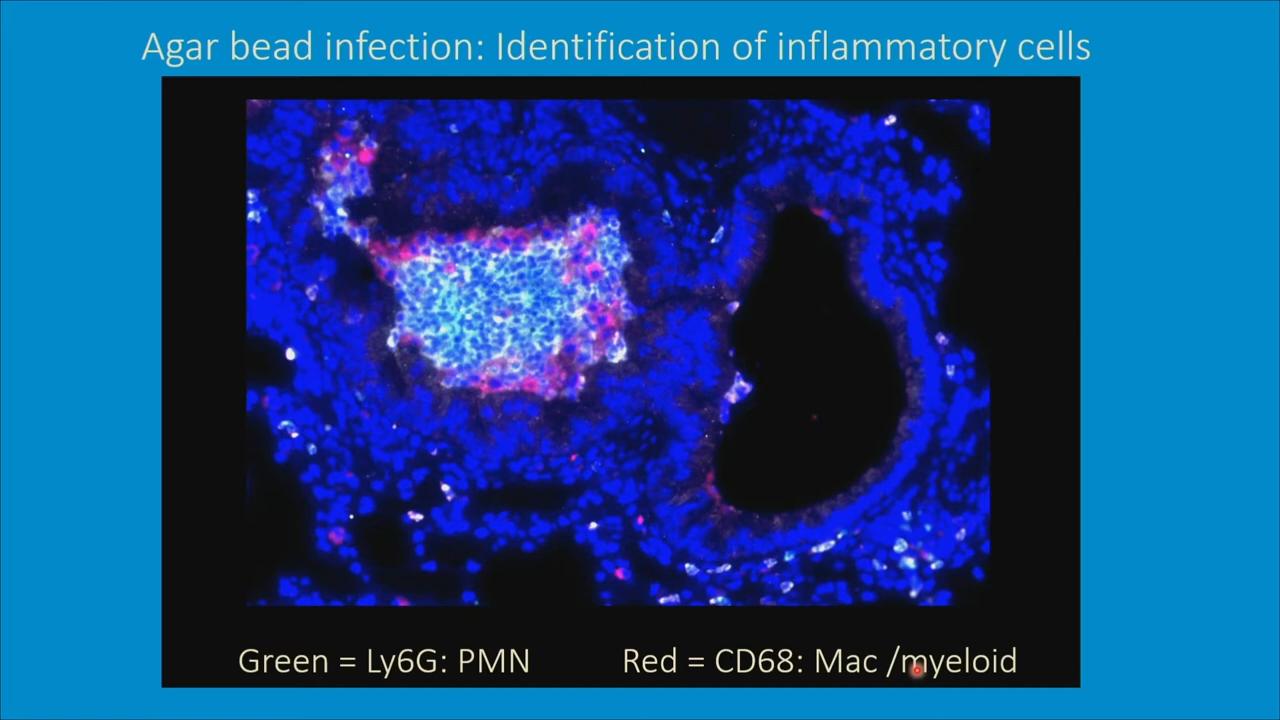 Agar bead infection: Identification of inflammatory cells
Green = Ly6G: PMN
Red = CD68: Mac /myeloid